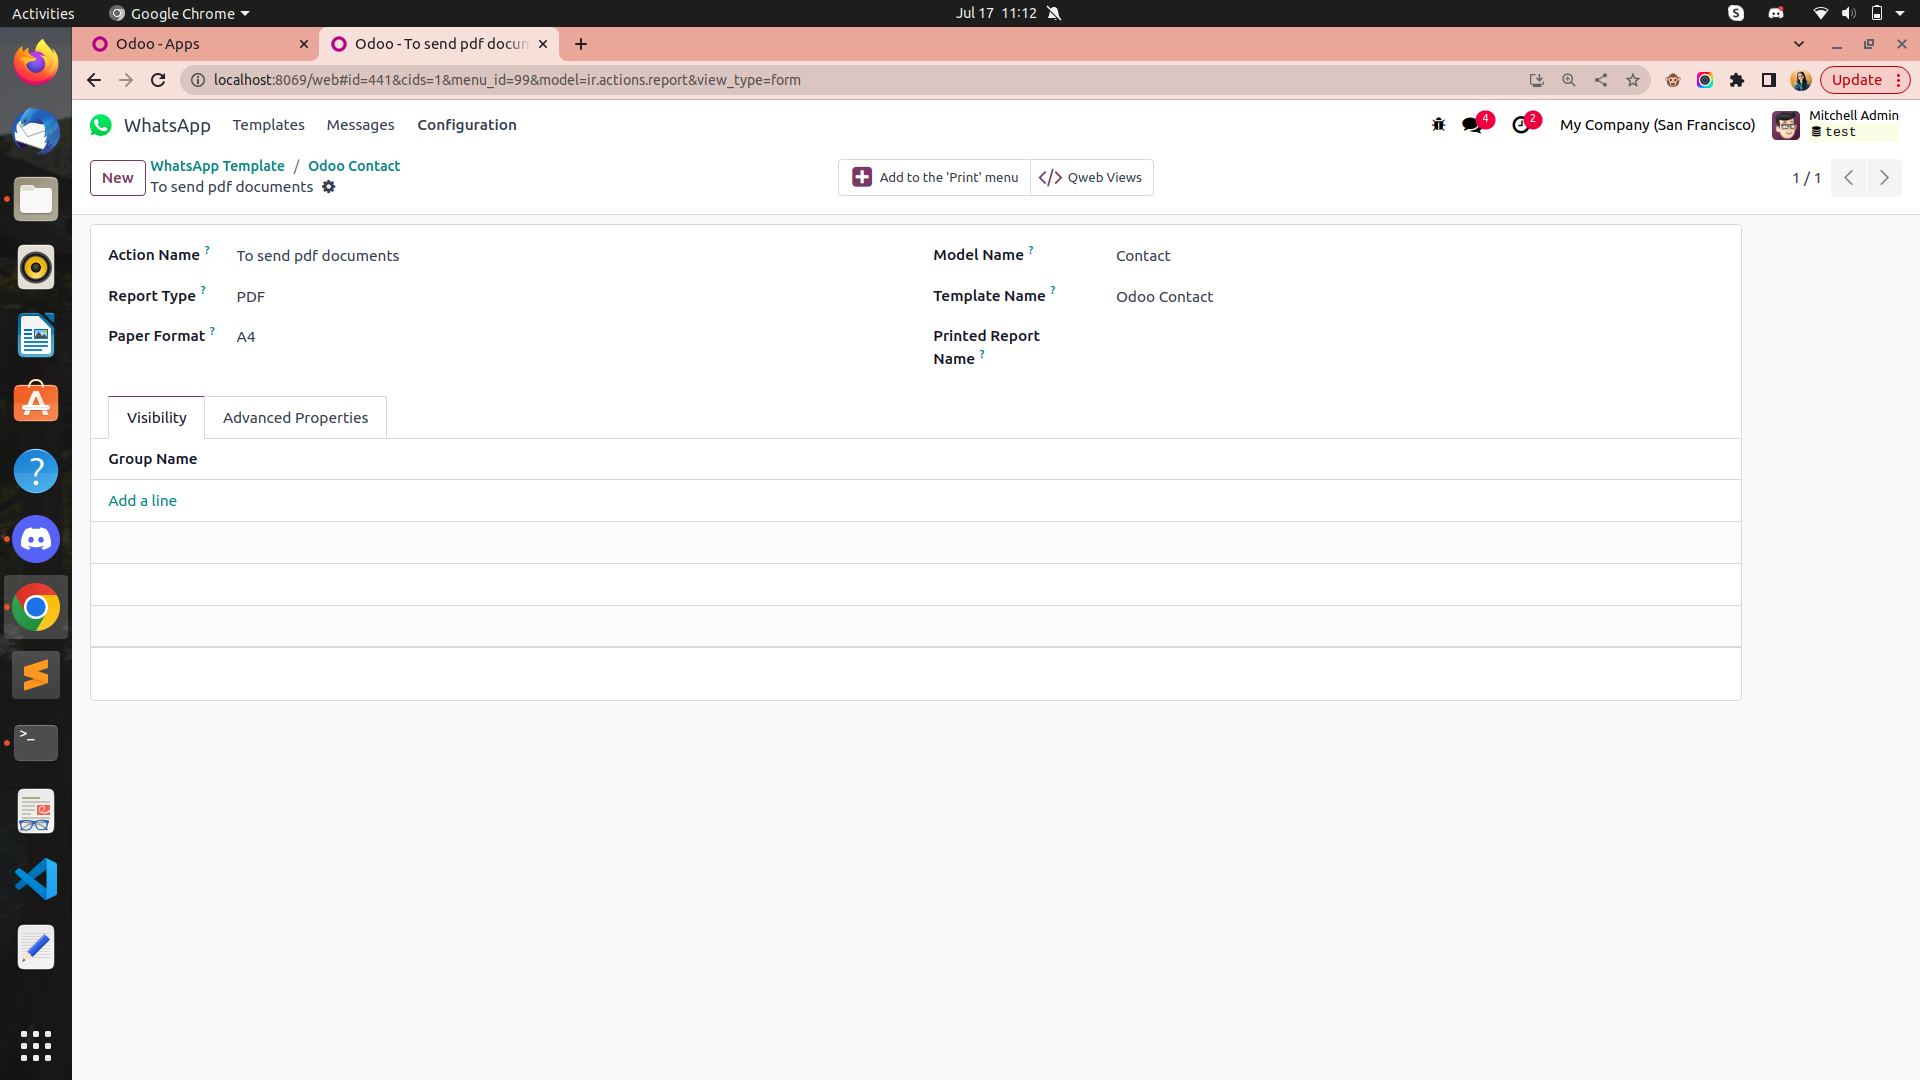 Activities
Google Chrome
Jul 17 11:12
Odoo - Apps
Odoo - To send pdf docum
localhost:8069/web#id=441&cids=1&menu_id=99&model=ir.actions.report&view_type=form
Update
WhatsApp
Templates
Messages
Configuration
4
2
My Company (San Francisco)
Mitchell Admin
test
New
WhatsApp Template / Odoo Contact
To send pdf documents
Add to the 'Print' menu
Qweb Views
1 / 1
Action Name ?
To send pdf documents
Model Name ?
Contact
Report Type ?
PDF
Template Name ?
Odoo Contact
Paper Format ?
A4
Printed Report
Name ?
Visibility
Advanced Properties
Group Name
Add a line